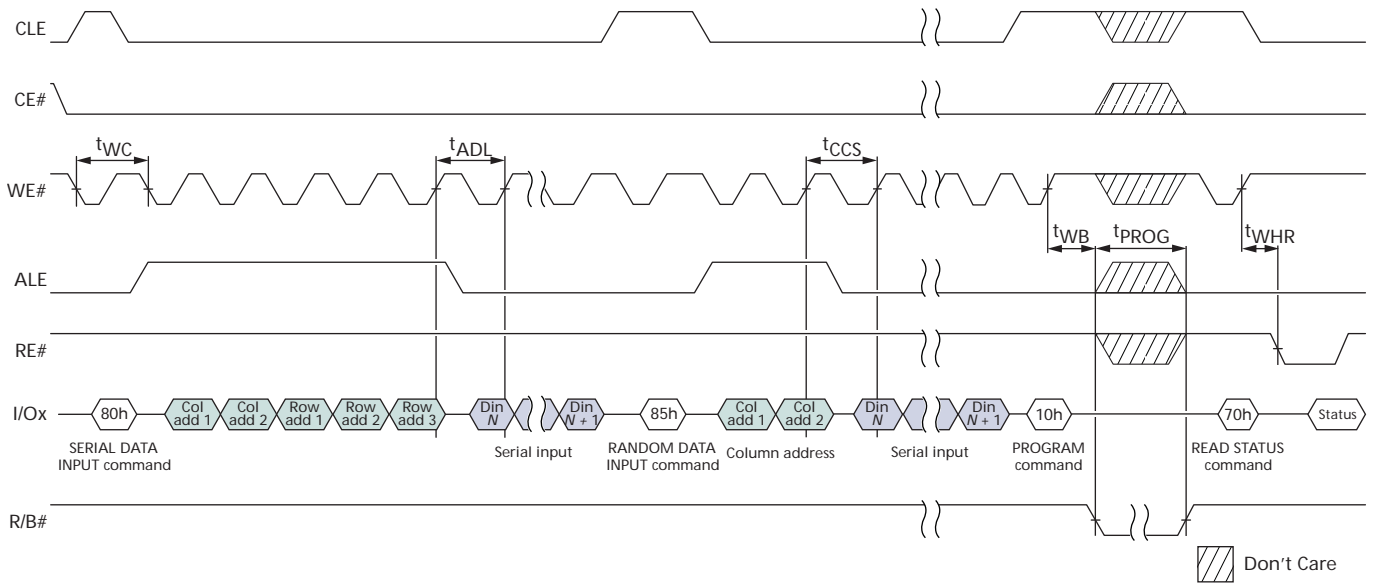 CLE
CE#
tWC
tADL
tCCS
WE#
tWB
tPROG
tWHR
ALE
RE#
I/Ox
80h
Col add 1
Col add 2
Row add 1
Row add 2
Row add 3
Din N
Din N + 1
85h
Col add 1
Col add 2
Din N
Din N + 1
10h
70h
Status
SERIAL DATA
INPUT command
Serial input
RANDOM DATA
INPUT command
Column address
Serial input
PROGRAM
command
READ STATUS
command
R/B#
Don't Care